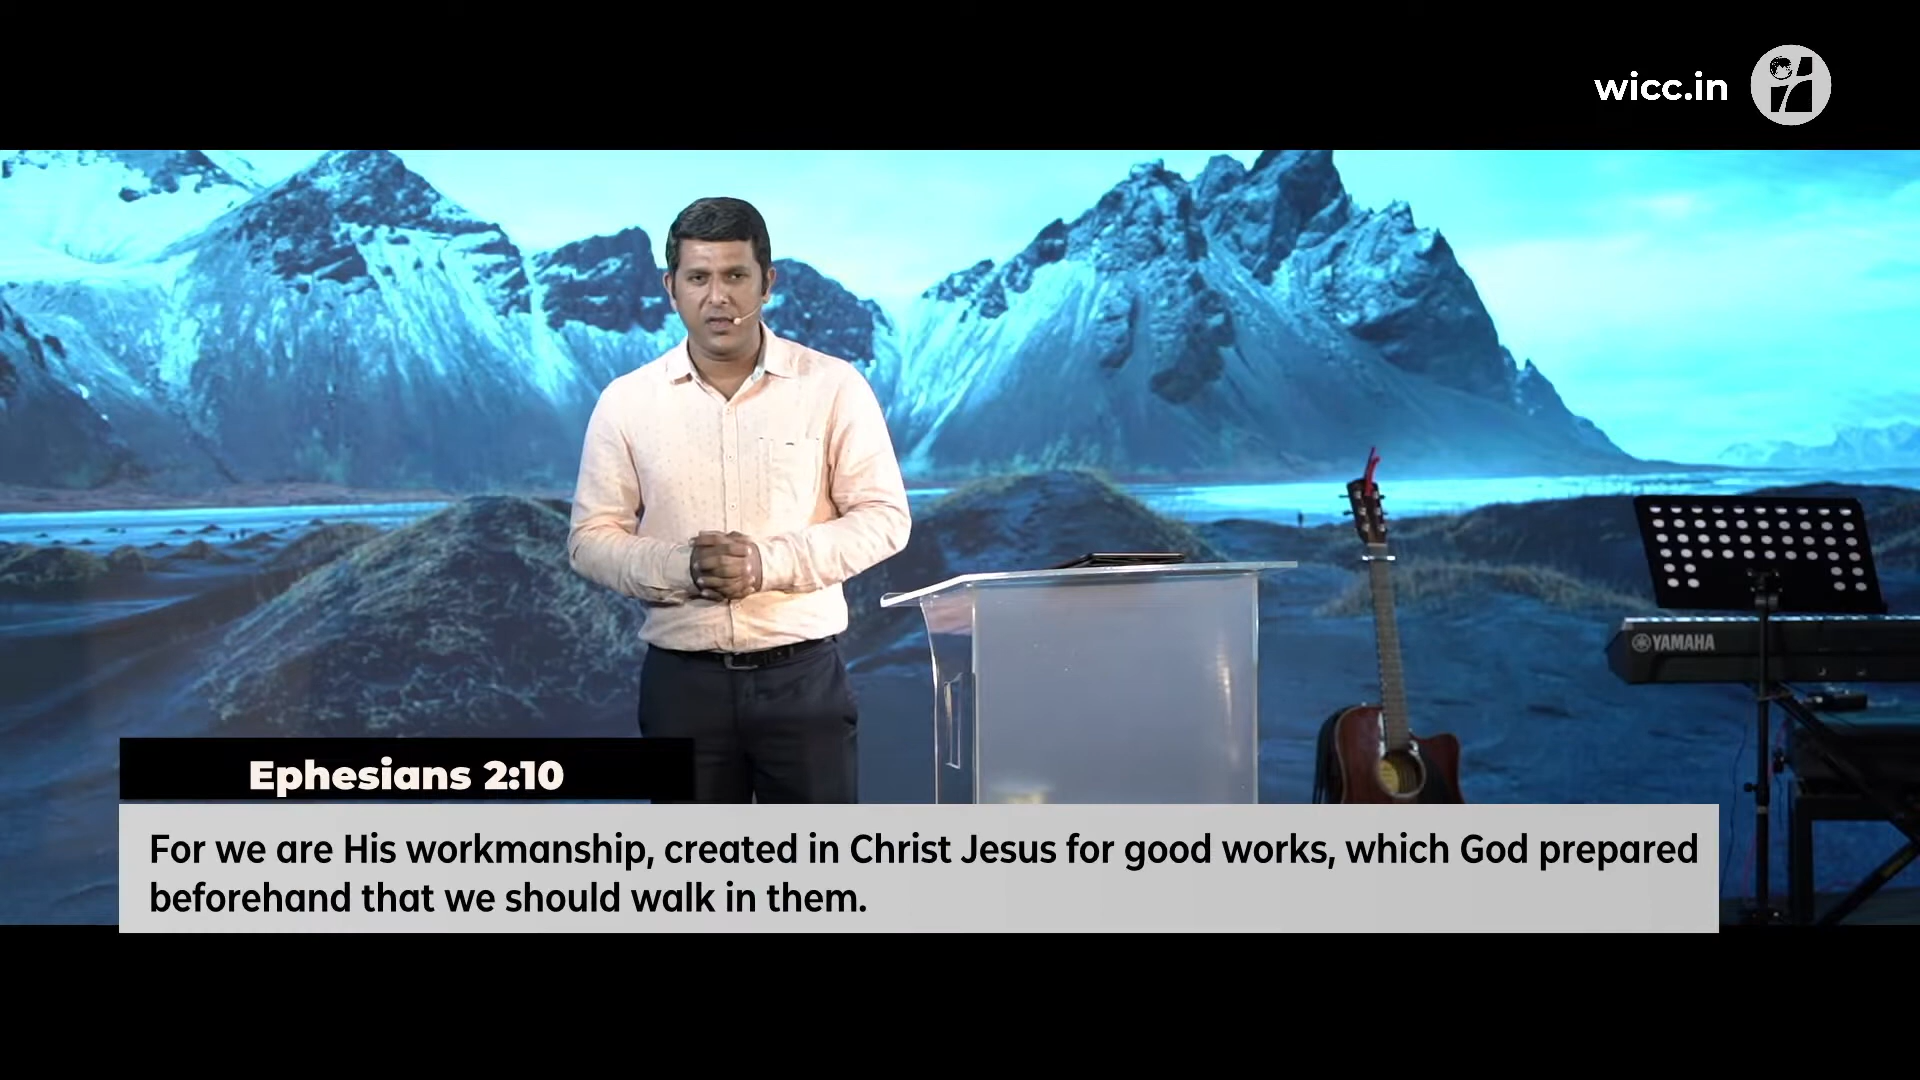 wicc.in
YAMAHA
Ephesians 2:10
For we are His workmanship, created in Christ Jesus for good works, which God prepared
beforehand that we should walk in them.